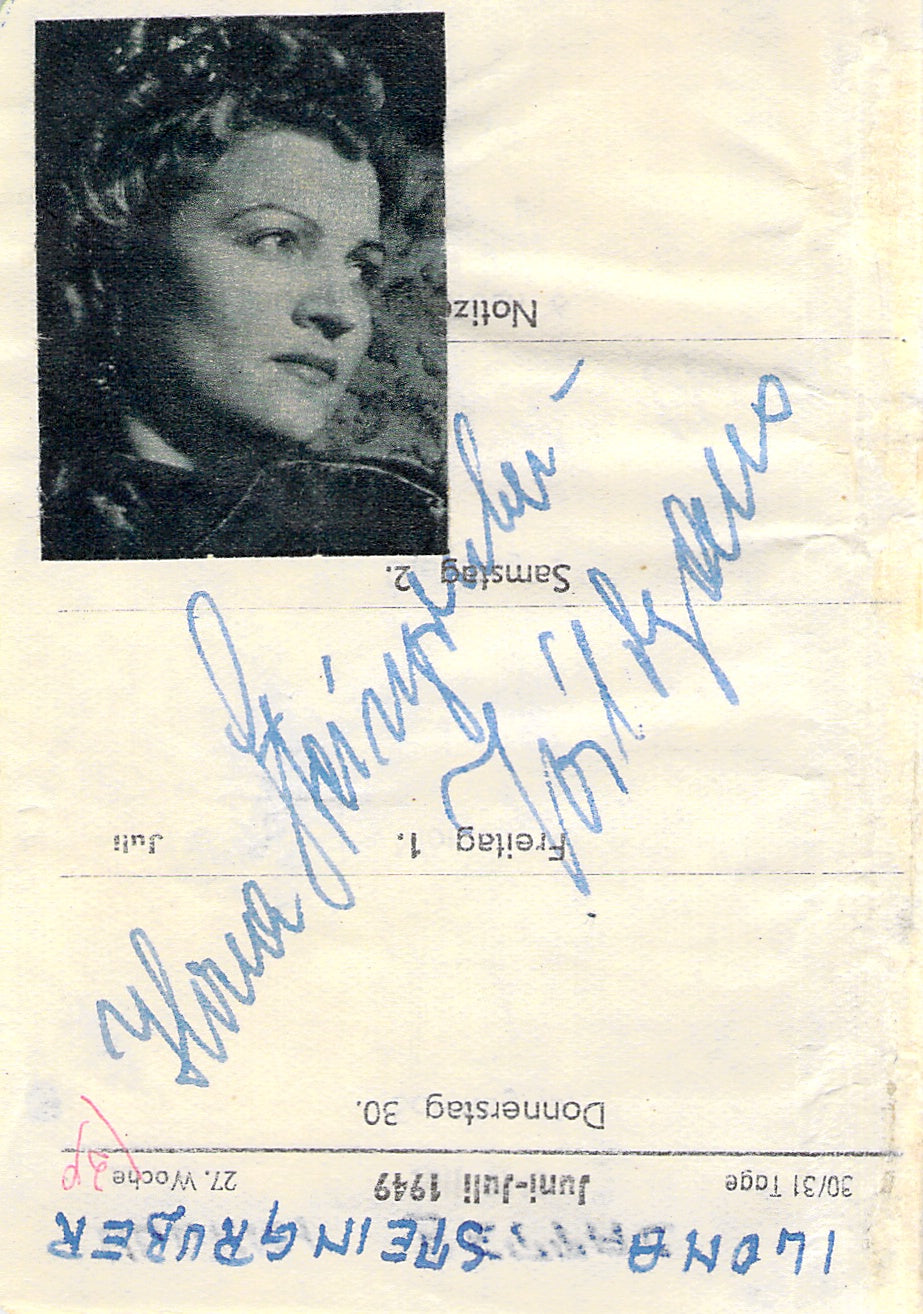 ILONA STEINGRUBER
30/31 Tage Juni-Juli 1949 27. Woche
Donnerstag 30.
Freitag 1. Juli
Samstag 2.
Notize
Ilona Steingruber-
Wildgans